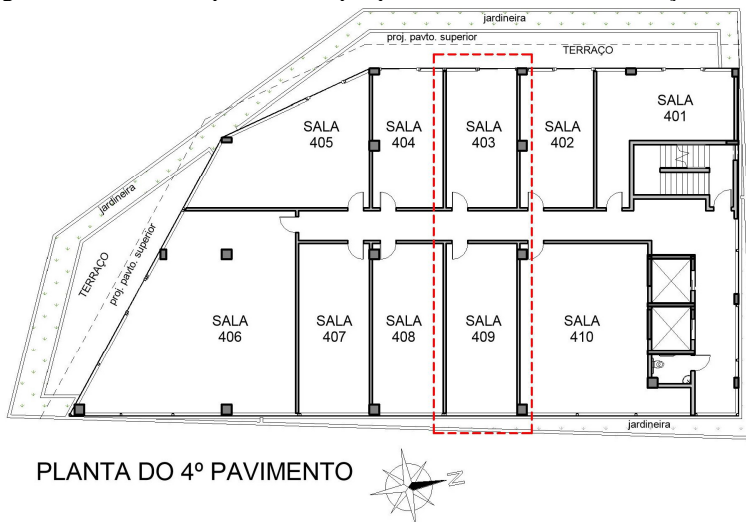 jardineira
proj. pavto. superior
TERRAÇO
SALA
401
SALA
405
SALA
404
SALA
403
SALA
402
jardineira
TERRAÇO
proj. pavto. superior
SALA
406
SALA
407
SALA
408
SALA
409
SALA
410
jardineira
PLANTA DO 4º PAVIMENTO
N